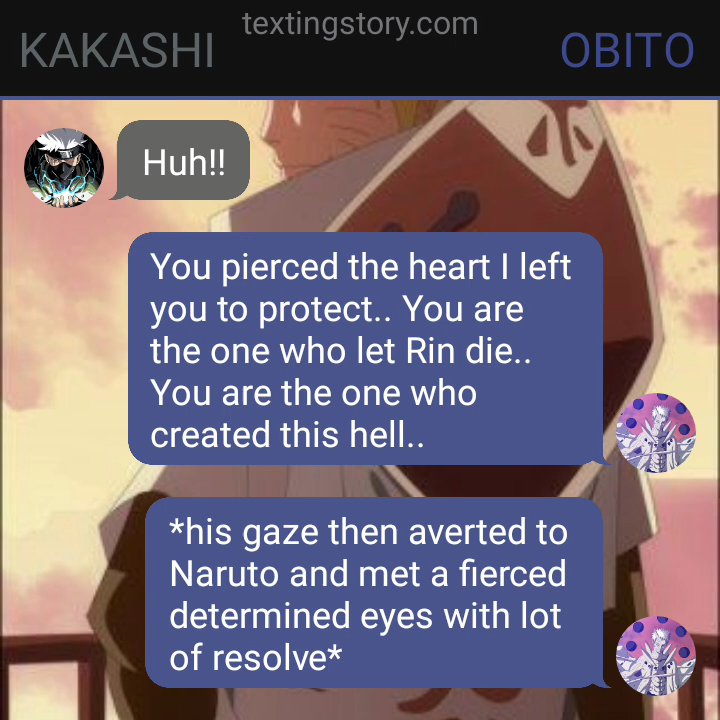 textingstory.com
KAKASHI
OBITO
Huh!!
You pierced the heart I left
you to protect.. You are
the one who let Rin die..
You are the one who
created this hell..
*his gaze then averted to
Naruto and met a fierced
determined eyes with lot
of resolve*